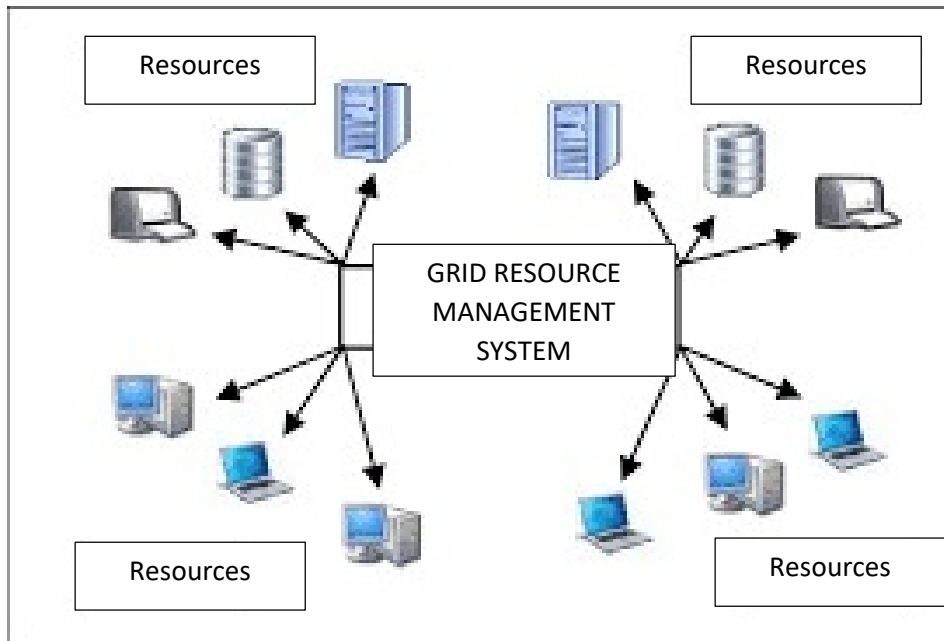 Resources
Resources
GRID RESOURCE
MANAGEMENT
SYSTEM
Resources
Resources